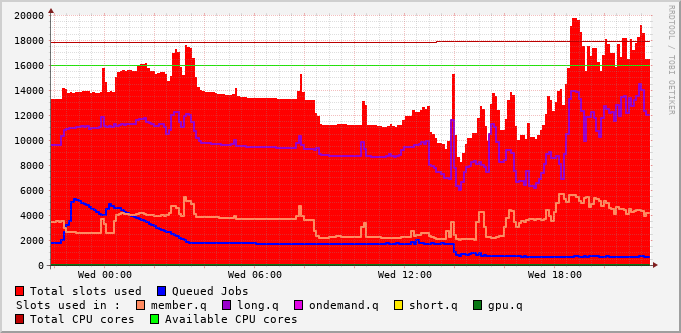 20000
18000
16000
14000
12000
10000
8000
6000
4000
2000
0
Wed 00:00 Wed 06:00 Wed 12:00 Wed 18:00
RRDTOOL / TOBI OETIKER
Total slots used Queued Jobs
Slots used in : member.q long.q ondemand.q short.q gpu.q
Total CPU cores Available CPU cores